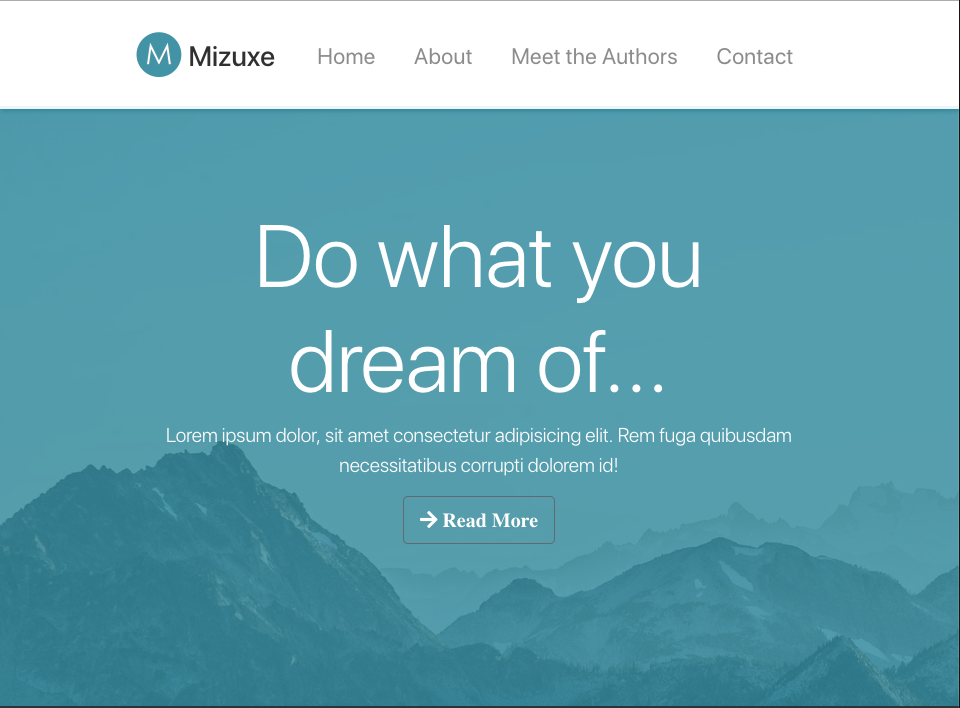 M Mizuxe Home About Meet the Authors Contact
Do what you
dream of...
Lorem ipsum dolor, sit amet consectetur adipisicing elit. Rem fuga quibusdam
necessitatibus corrupti dolorem id!
Read More